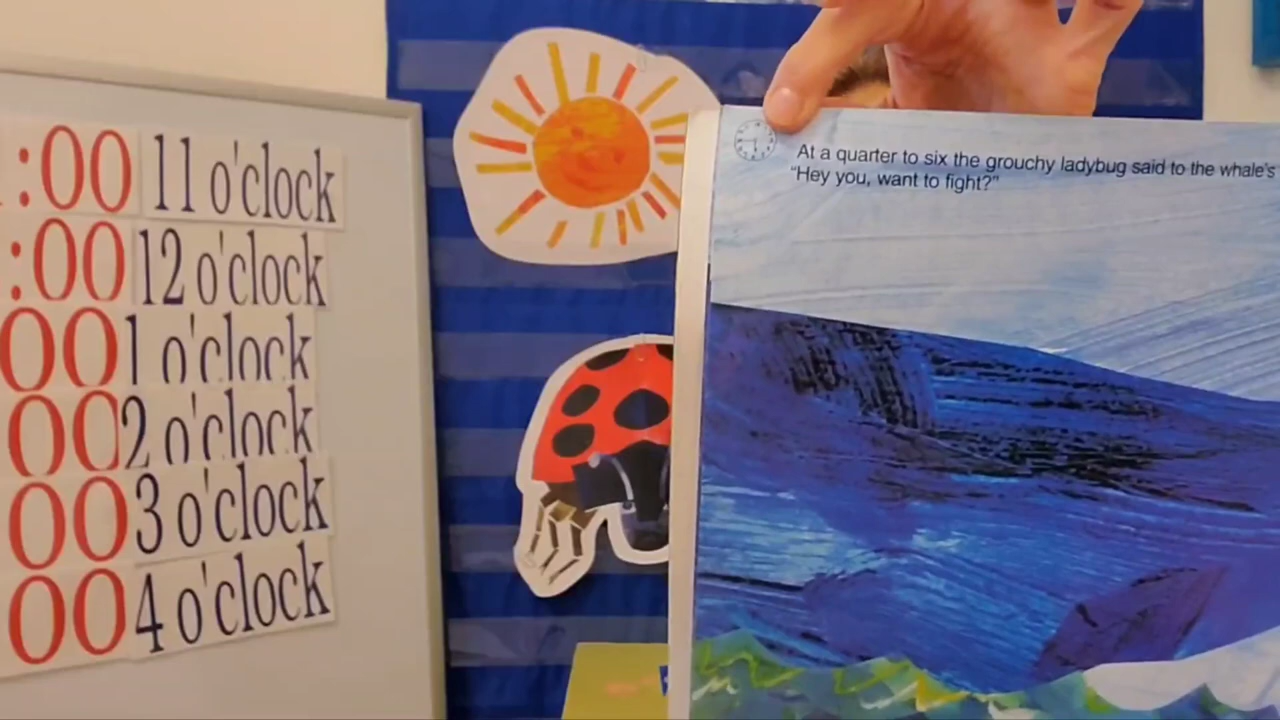 :00 11 o'clock
:00 12 o'clock
00 1 o'clock
00 2 o'clock
00 3 o'clock
00 4 o'clock
At a quarter to six the grouchy ladybug said to the whale's
"Hey you, want to fight?"